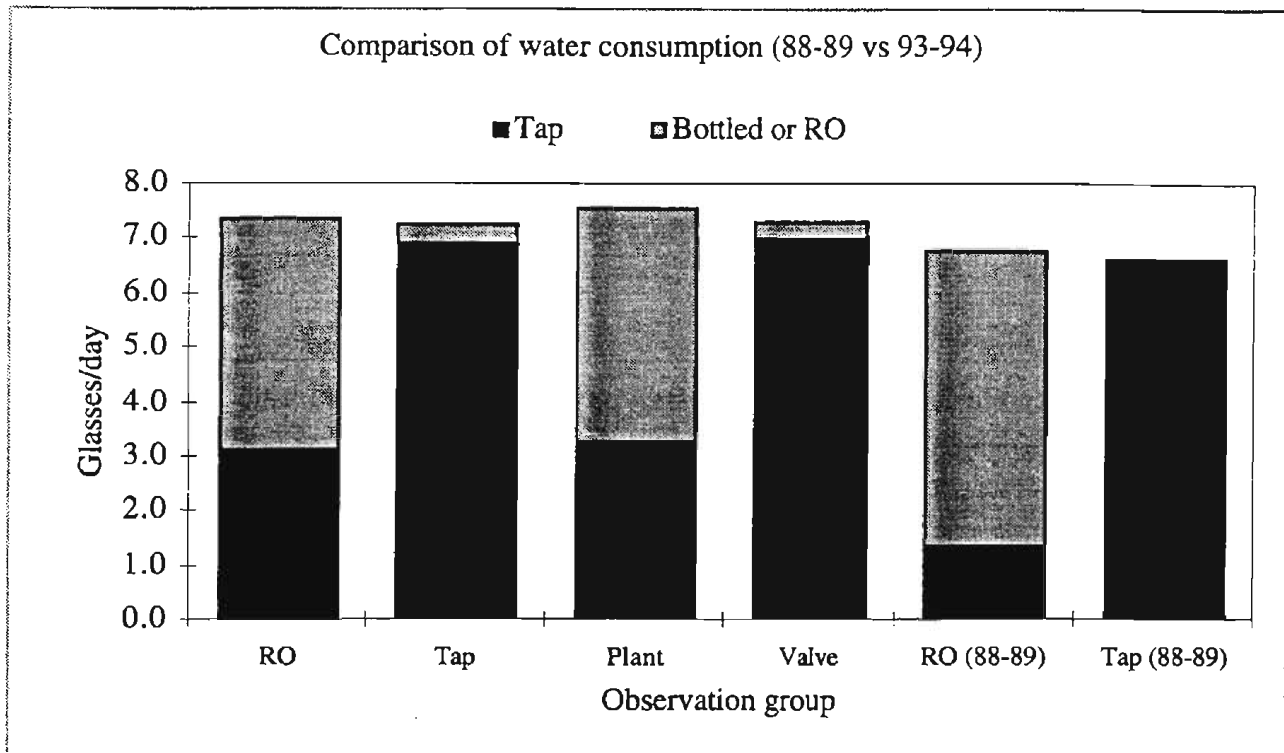 Comparison of water consumption (88-89 vs 93-94)
Tap Bottled or RO
8.0
7.0
6.0
5.0
4.0
3.0
2.0
1.0
0.0
Glasses/day
RO Tap Plant Valve RO (88-89) Tap (88-89)
Observation group